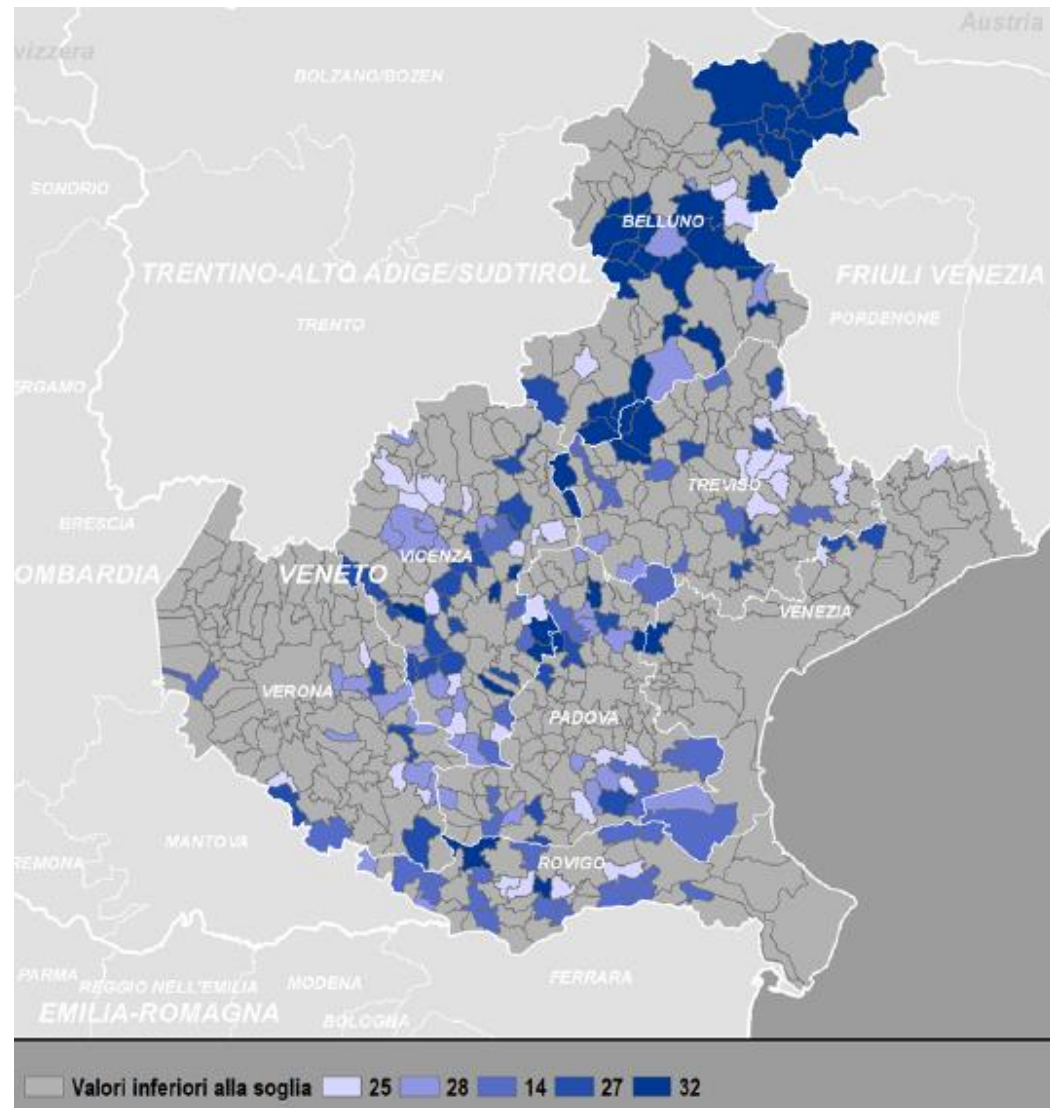 Austria
vizzera
BOLZANO/BOZEN
SONDRIO
BELLUNO
TRENTINO-ALTO ADIGE/SUDTIROL
FRIULI VENEZIA
TRENTO
PORDENONE
ERGAMO
TREVISO
BRESCIA
VICENZA
OMBARDIA
VENETO
VENEZIA
VERONA
PADOVA
MANTOVA
REMONA
ROVIGO
PARMA
REGGIO NELL'EMILIA
MODENA
FERRARA
EMILIA-ROMAGNA
BOLOGNA
Valori inferiori alla soglia 25 28 14 27 32